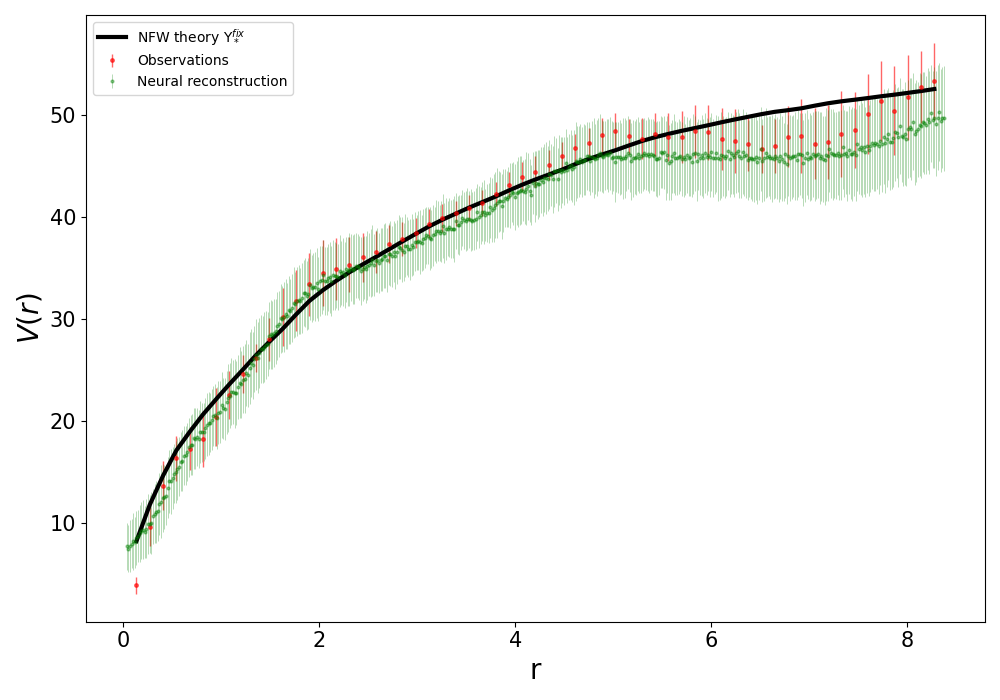 NFW theory Υ$_*^{fix}$
Observations
Neural reconstruction
50
40
30
20
10
V(r)
0 2 4 6 8
r